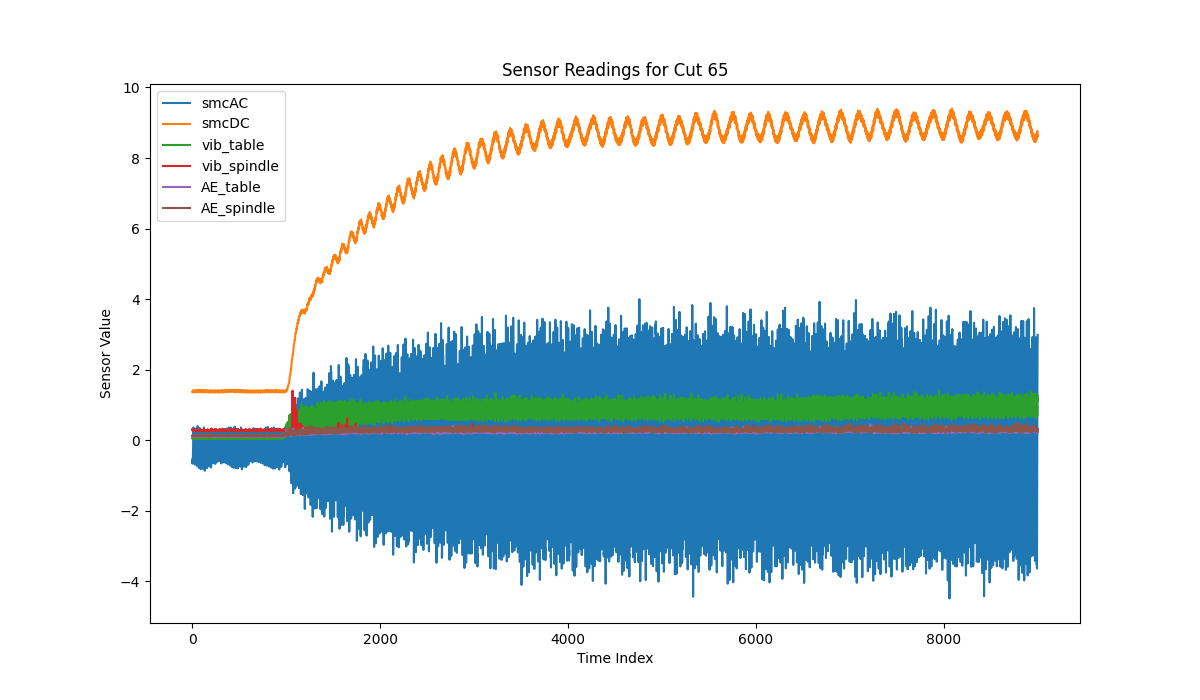 Sensor Readings for Cut 65
smcAC
smcDC
vib_table
vib_spindle
AE_table
AE_spindle
Sensor Value
10
8
6
4
2
0
−2
−4
0 2000 4000 6000 8000
Time Index